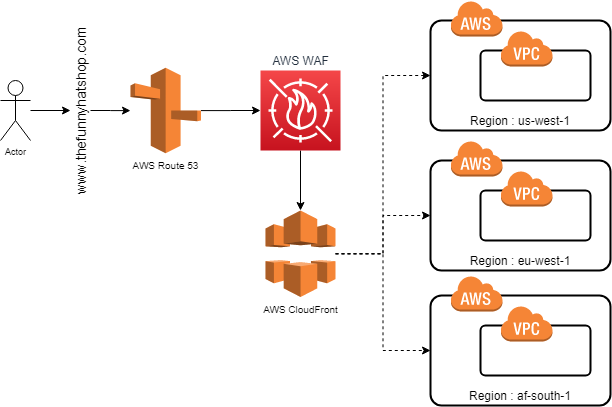 Actor
www.thefunnyhatshop.com
AWS Route 53
AWS WAF
AWS CloudFront
AWS
VPC
Region : us-west-1
AWS
VPC
Region : eu-west-1
AWS
VPC
Region : af-south-1